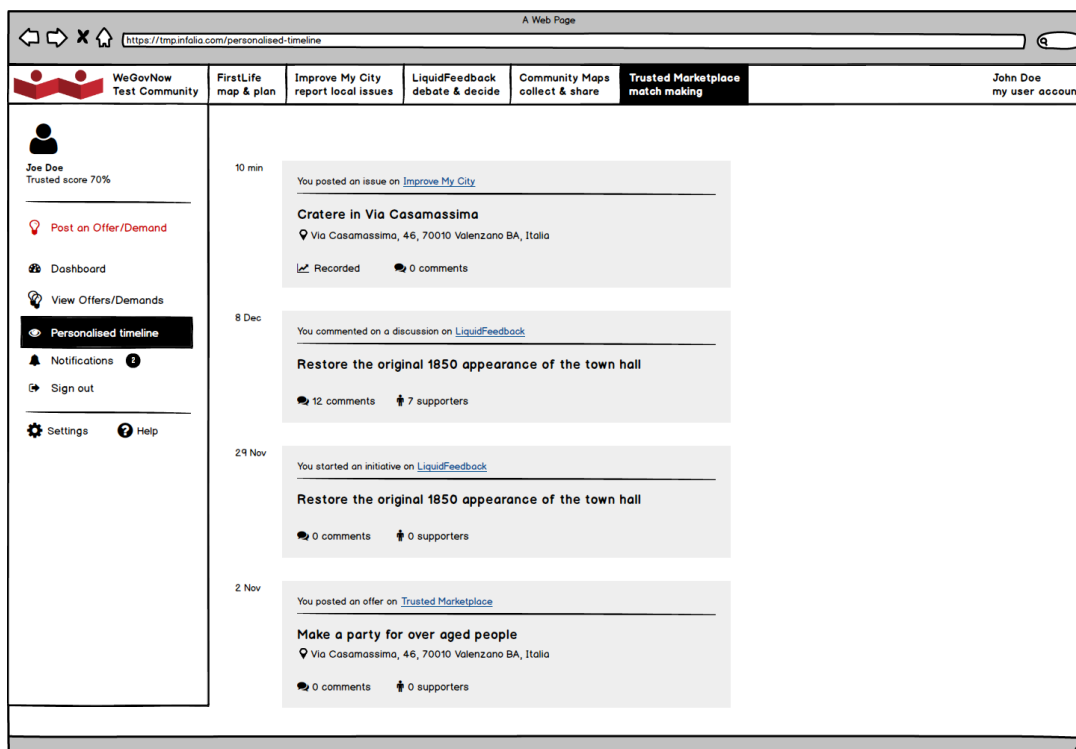 A Web Page
https://tmp.infalia.com/personalised-timeline
WeGovNow
Test Community
FirstLife
map & plan
Improve My City
report local issues
LiquidFeedback
debate & decide
Community Maps
collect & share
Trusted Marketplace
match making
John Doe
my user accoun
Joe Doe
Trusted score 70%
Post an Offer/Demand
Dashboard
View Offers/Demands
Personalised timeline
Notifications 2
Sign out
Settings Help
10 min
You posted an issue on Improve My City
Cratere in Via Casamassima
Via Casamassima, 46, 70010 Valenzano BA, Italia
Recorded 0 comments
8 Dec
You commented on a discussion on LiquidFeedback
Restore the original 1850 appearance of the town hall
12 comments 7 supporters
29 Nov
You started an initiative on LiquidFeedback
Restore the original 1850 appearance of the town hall
0 comments 0 supporters
2 Nov
You posted an offer on Trusted Marketplace
Make a party for over aged people
Via Casamassima, 46, 70010 Valenzano BA, Italia
0 comments 0 supporters